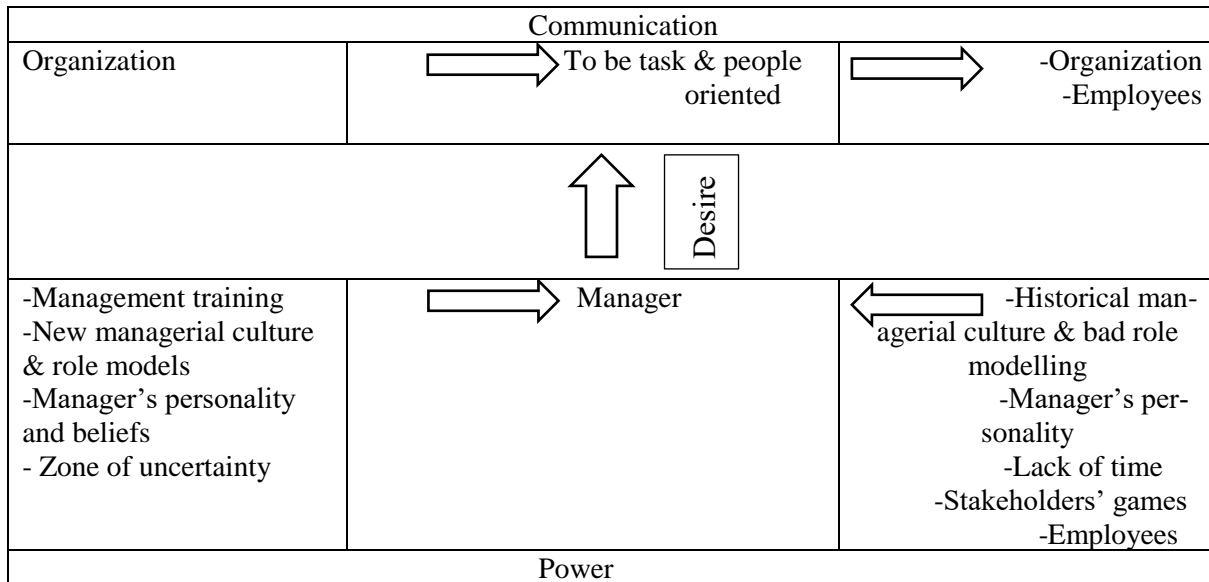 Communication
Organization
To be task & people
oriented
-Organization
-Employees
Desire
-Management training
-New managerial culture
& role models
-Manager’s personality
and beliefs
- Zone of uncertainty
Manager
-Historical man-
agerial culture & bad role
modelling
-Manager’s per-
sonality
-Lack of time
-Stakeholders’ games
-Employees
Power